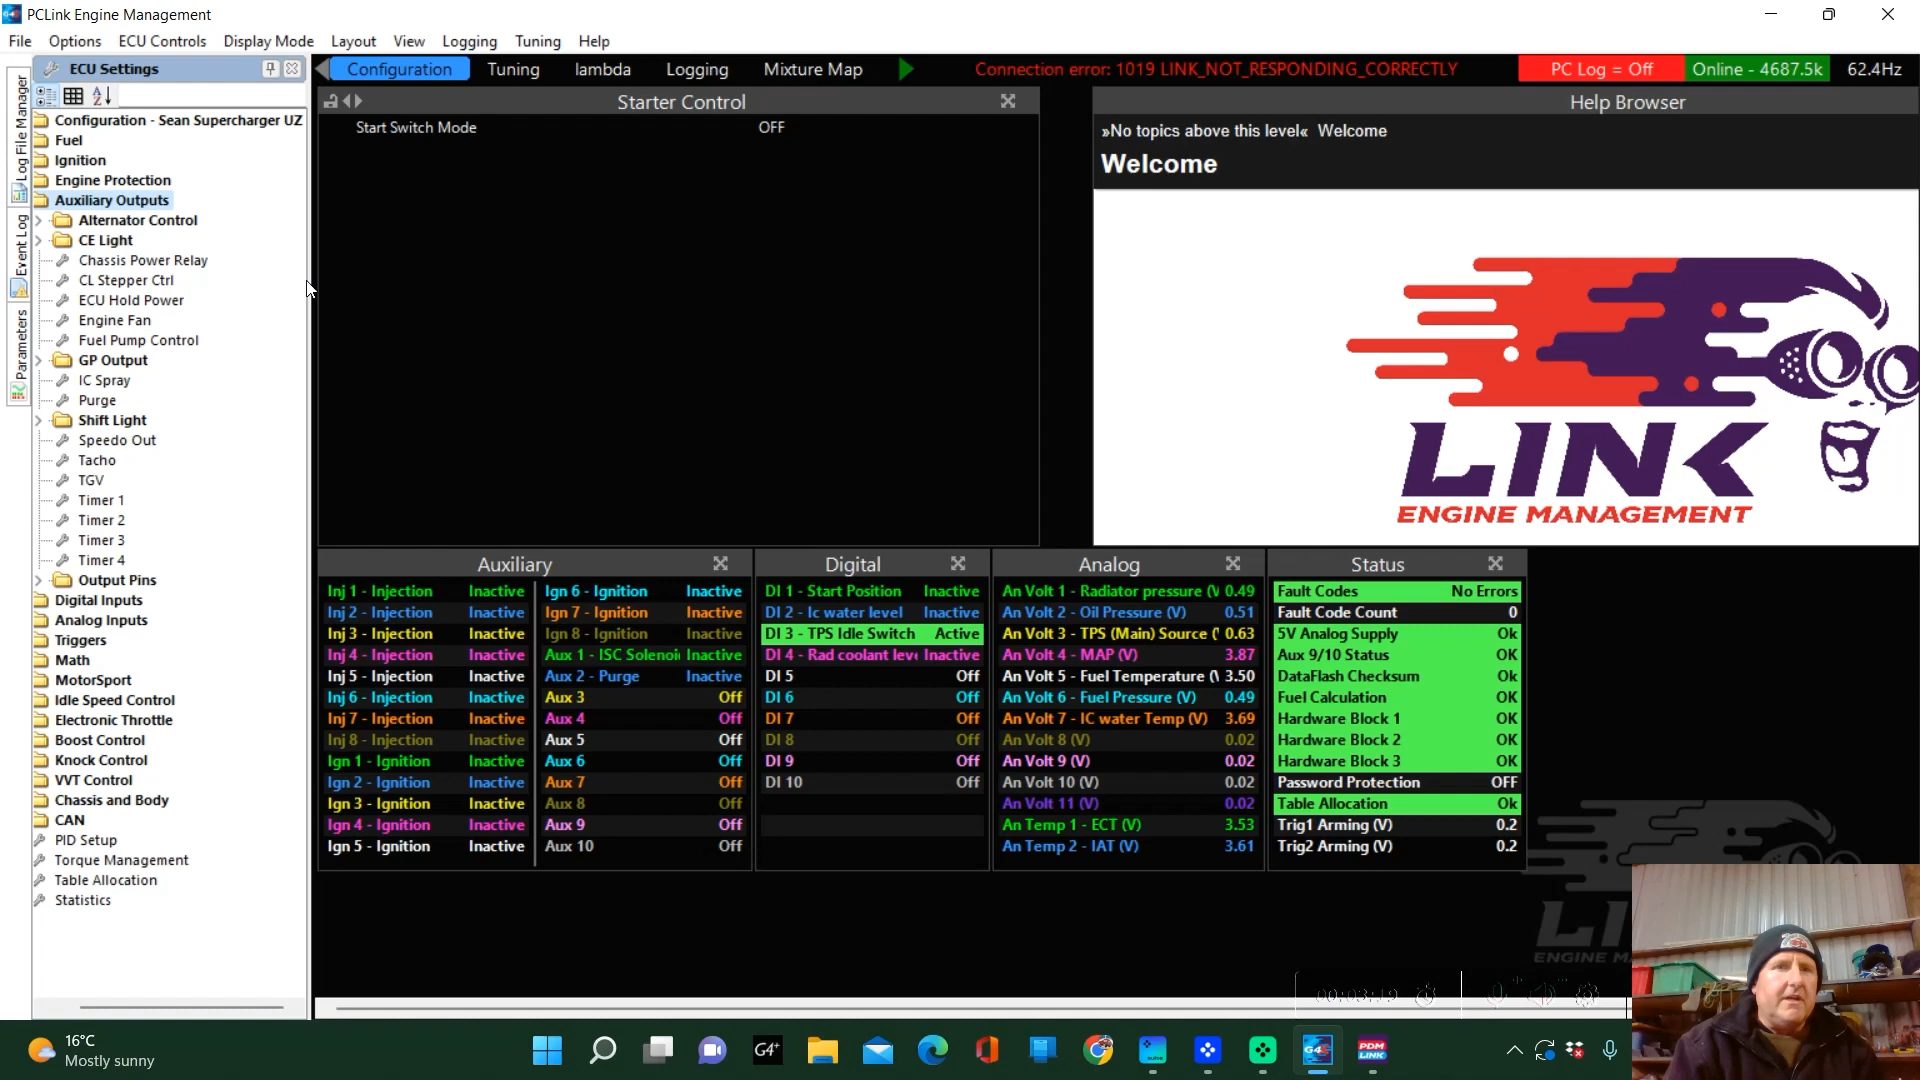 PCLink Engine Management
File Options ECU Controls Display Mode Layout View Logging Tuning Help
ECU Settings
Log File Manager
Event Log
Parameters
Configuration - Sean Supercharger UZ
Fuel
Ignition
Engine Protection
Auxiliary Outputs
Alternator Control
CE Light
Chassis Power Relay
CL Stepper Ctrl
ECU Hold Power
Engine Fan
Fuel Pump Control
GP Output
IC Spray
Purge
Shift Light
Speedo Out
Tacho
TGV
Timer 1
Timer 2
Timer 3
Timer 4
Output Pins
Digital Inputs
Analog Inputs
Triggers
Math
MotorSport
Idle Speed Control
Electronic Throttle
Boost Control
Knock Control
VVT Control
Chassis and Body
CAN
PID Setup
Torque Management
Table Allocation
Statistics
Configuration Tuning lambda Logging Mixture Map
Connection error: 1019 LINK_NOT_RESPONDING_CORRECTLY
PC Log = Off Online - 4687.5k 62.4Hz
Starter Control
Start Switch Mode OFF
Help Browser
»No topics above this level« Welcome
Welcome
LINK
ENGINE MANAGEMENT
Auxiliary
Inj 1 - Injection Inactive
Inj 2 - Injection Inactive
Inj 3 - Injection Inactive
Inj 4 - Injection Inactive
Inj 5 - Injection Inactive
Inj 6 - Injection Inactive
Inj 7 - Injection Inactive
Inj 8 - Injection Inactive
Ign 1 - Ignition Inactive
Ign 2 - Ignition Inactive
Ign 3 - Ignition Inactive
Ign 4 - Ignition Inactive
Ign 5 - Ignition Inactive
Ign 6 - Ignition Inactive
Ign 7 - Ignition Inactive
Ign 8 - Ignition Inactive
Aux 1 - ISC Solenoi Inactive
Aux 2 - Purge Inactive
Aux 3 Off
Aux 4 Off
Aux 5 Off
Aux 6 Off
Aux 7 Off
Aux 8 Off
Aux 9 Off
Aux 10 Off
Digital
DI 1 - Start Position Inactive
DI 2 - Ic water level Inactive
DI 3 - TPS Idle Switch Active
DI 4 - Rad coolant leve Inactive
DI 5 Off
DI 6 Off
DI 7 Off
DI 8 Off
DI 9 Off
DI 10 Off
Analog
An Volt 1 - Radiator pressure (V 0.49
An Volt 2 - Oil Pressure (V) 0.51
An Volt 3 - TPS (Main) Source (V 0.63
An Volt 4 - MAP (V) 3.87
An Volt 5 - Fuel Temperature (V 3.50
An Volt 6 - Fuel Pressure (V) 0.49
An Volt 7 - IC water Temp (V) 3.69
An Volt 8 (V) 0.02
An Volt 9 (V) 0.02
An Volt 10 (V) 0.02
An Volt 11 (V) 0.02
An Temp 1 - ECT (V) 3.53
An Temp 2 - IAT (V) 3.61
Status
Fault Codes No Errors
Fault Code Count 0
5V Analog Supply Ok
Aux 9/10 Status OK
DataFlash Checksum Ok
Fuel Calculation OK
Hardware Block 1 OK
Hardware Block 2 OK
Hardware Block 3 OK
Password Protection OFF
Table Allocation Ok
Trig1 Arming (V) 0.2
Trig2 Arming (V) 0.2
LI
ENGINE M
00:03:19
16°C
Mostly sunny
G4+
G4X
PDM
LINK